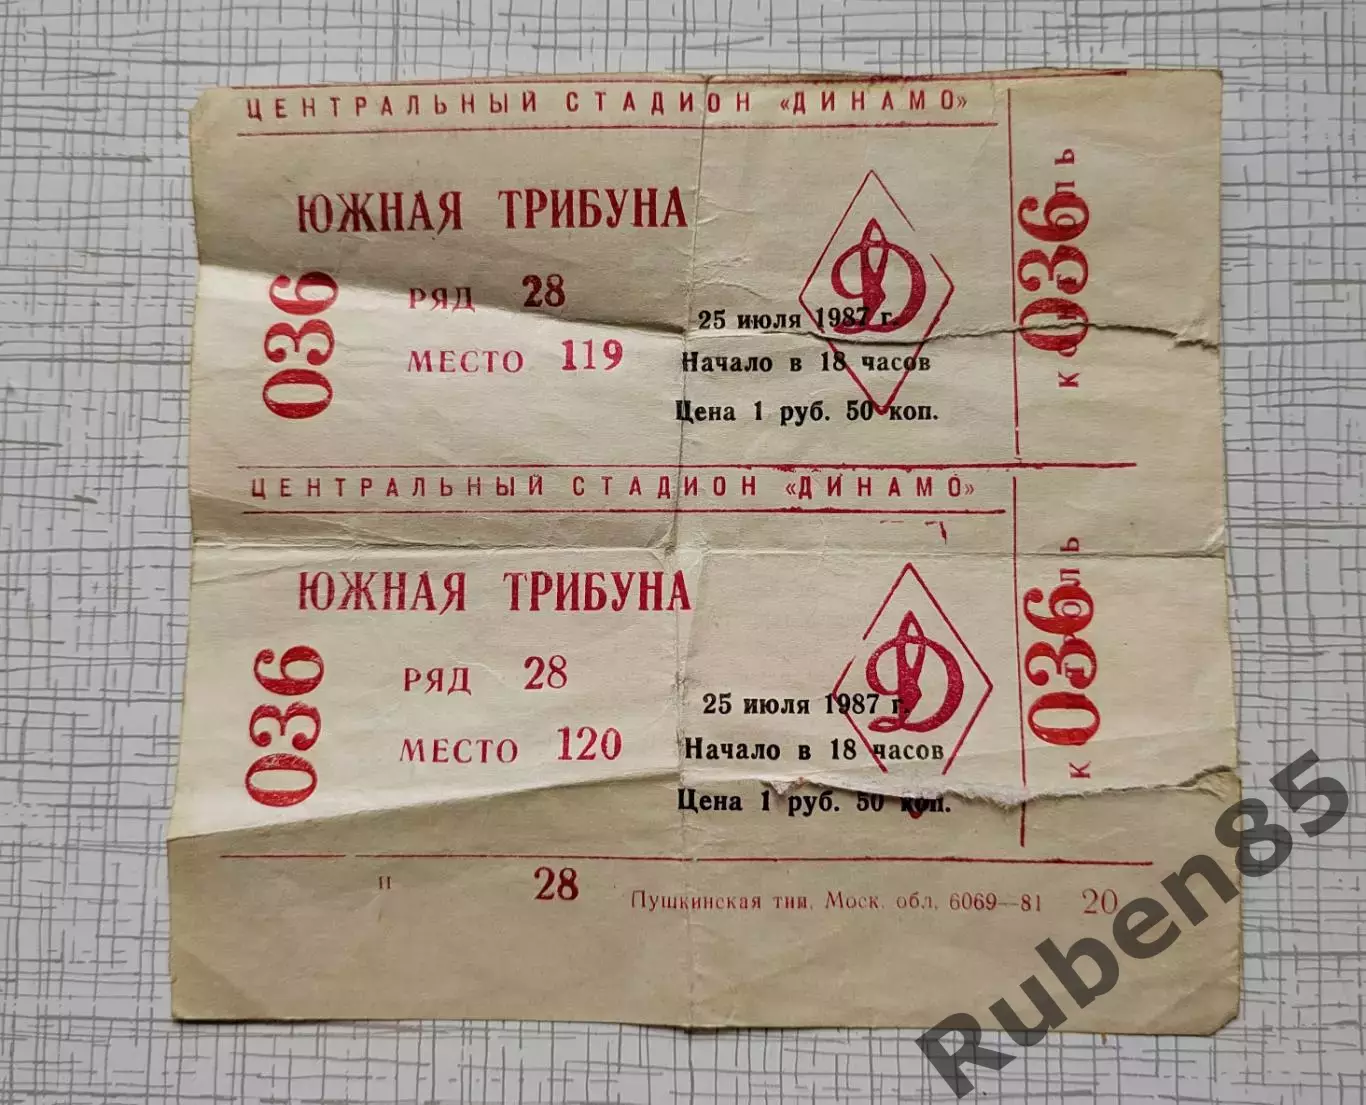 ЦЕНТРАЛЬНЫЙ СТАДИОН «ДИНАМО»
ЮЖНАЯ ТРИБУНА
036
РЯД 28
МЕСТО 119
Д
25 июля 1987 г.
Начало в 18 часов
Цена 1 руб. 50 коп.
036
ЦЕНТРАЛЬНЫЙ СТАДИОН «ДИНАМО»
ЮЖНАЯ ТРИБУНА
036
РЯД 28
МЕСТО 120
Д
25 июля 1987 г.
Начало в 18 часов
Цена 1 руб. 50 коп.
036
28
Пушкинская тип. Моск. обл. 6069—81 20
Ruben85